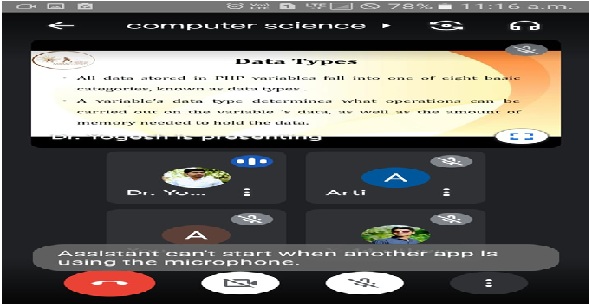 78% 11:16 a.m.
computer science
Data Types
All data stored in PHP variables fall into one of eight basic
categories, known as data types.
A variable's data type determines what operations can be
carried out on the variable 's data, as well as the amount of
memory needed to hold the data.
Dr. Yogesh is presenting
Dr. Yo...
A
Arti
A
Assistant can't start when another app is
using the microphone.